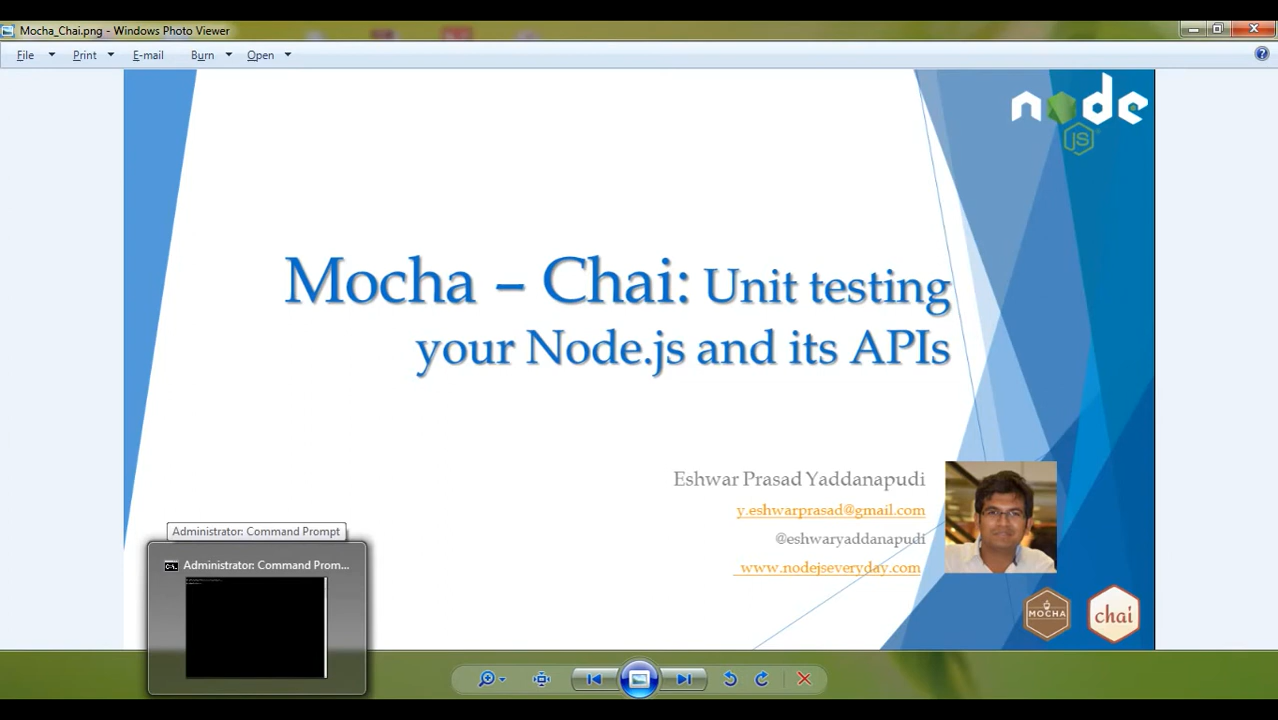 Mocha_Chai.png - Windows Photo Viewer
File Print E-mail Burn Open
node
JS
Mocha – Chai: Unit testing
your Node.js and its APIs
Eshwar Prasad Yaddanapudi
y.eshwarprasad@gmail.com
@eshwaryaddanapudi
www.nodejseveryday.com
MOCHA
chai
Administrator: Command Prompt
Administrator: Command Prom...